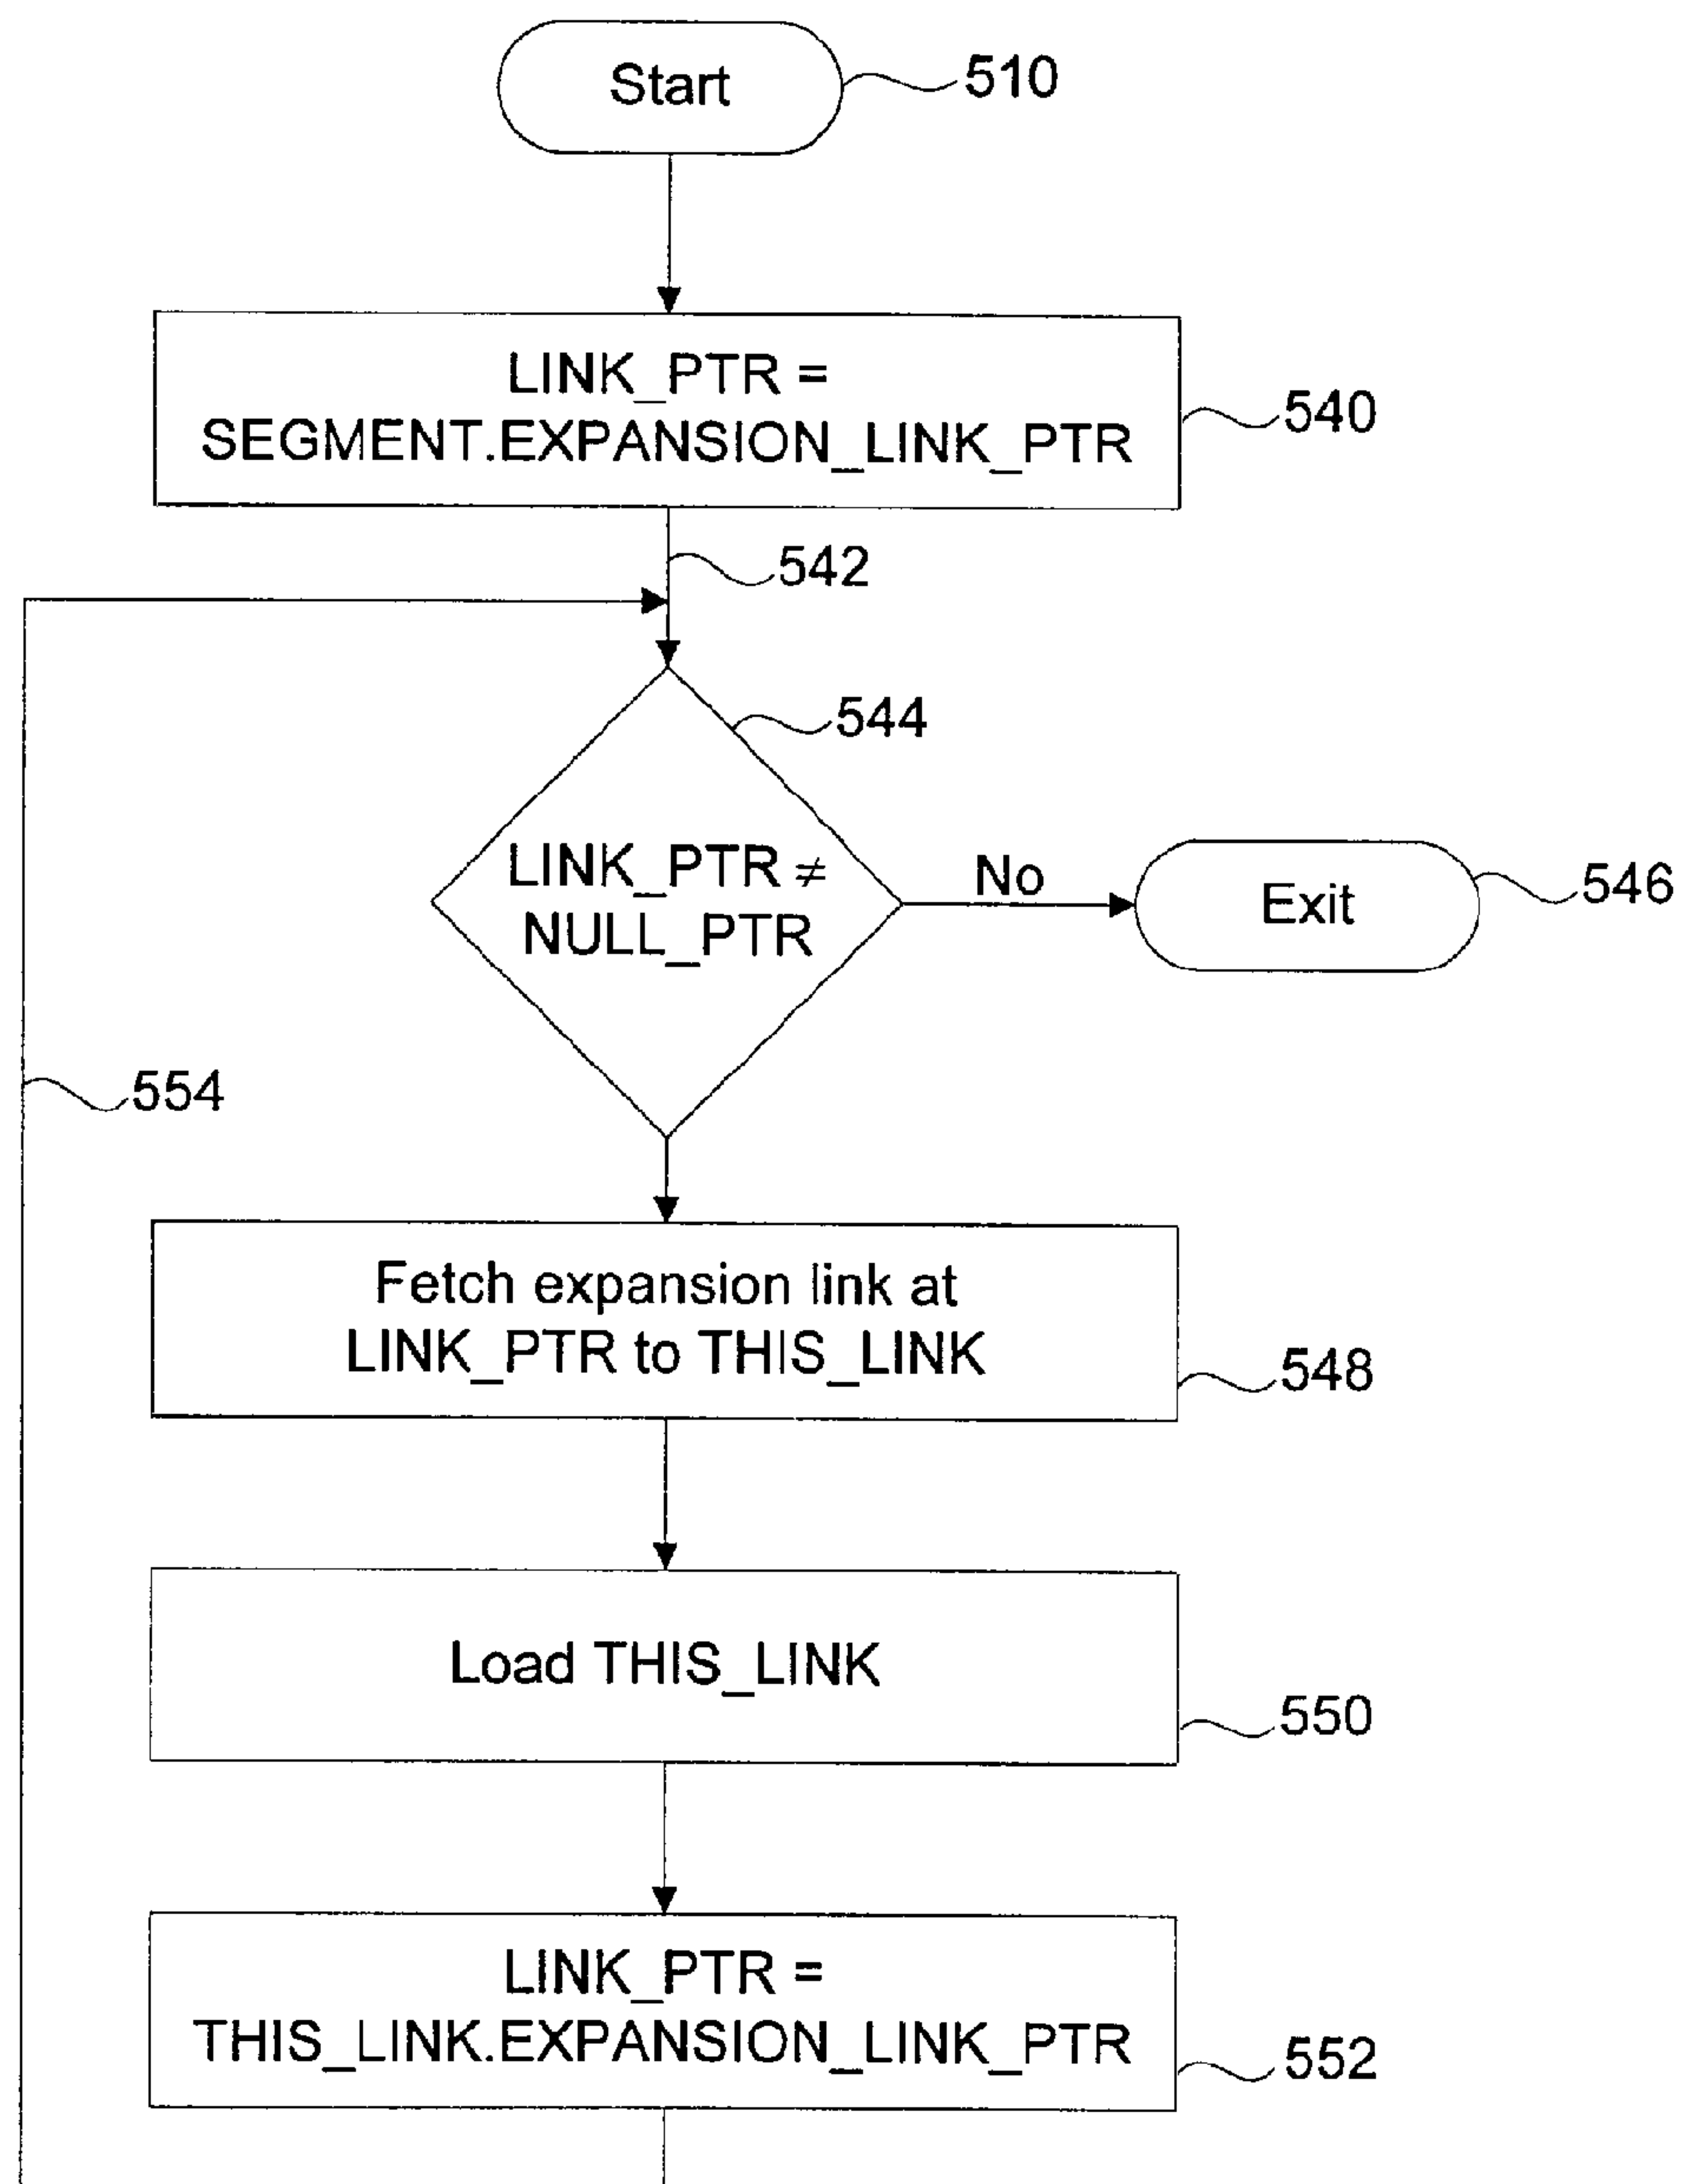 Start
510
LINK_PTR =
SEGMENT.EXPANSION_LINK_PTR
540
542
544
LINK_PTR ≠
NULL_PTR
No
Exit
546
554
Fetch expansion link at
LINK_PTR to THIS_LINK
548
Load THIS_LINK
550
LINK_PTR =
THIS_LINK.EXPANSION_LINK_PTR
552